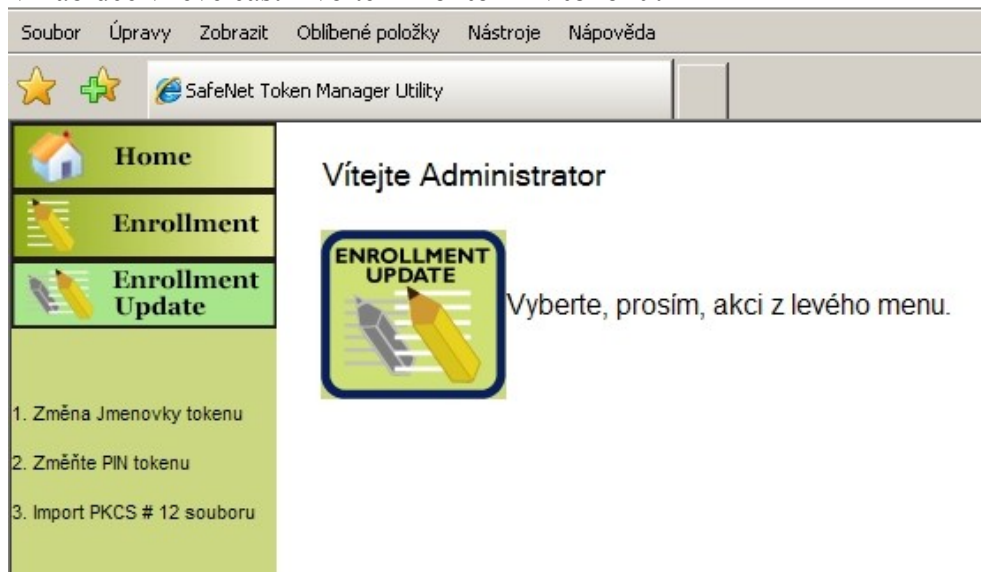 Soubor Úpravy Zobrazit Oblíbené položky Nástroje Nápověda
SafeNet Token Manager Utility
Home
Enrollment
Enrollment
Update
Vítejte Administrator
ENROLLMENT
UPDATE
Vyberte, prosím, akci z levého menu.
1. Změna Jmenovky tokenu
2. Změňte PIN tokenu
3. Import PKCS # 12 souboru